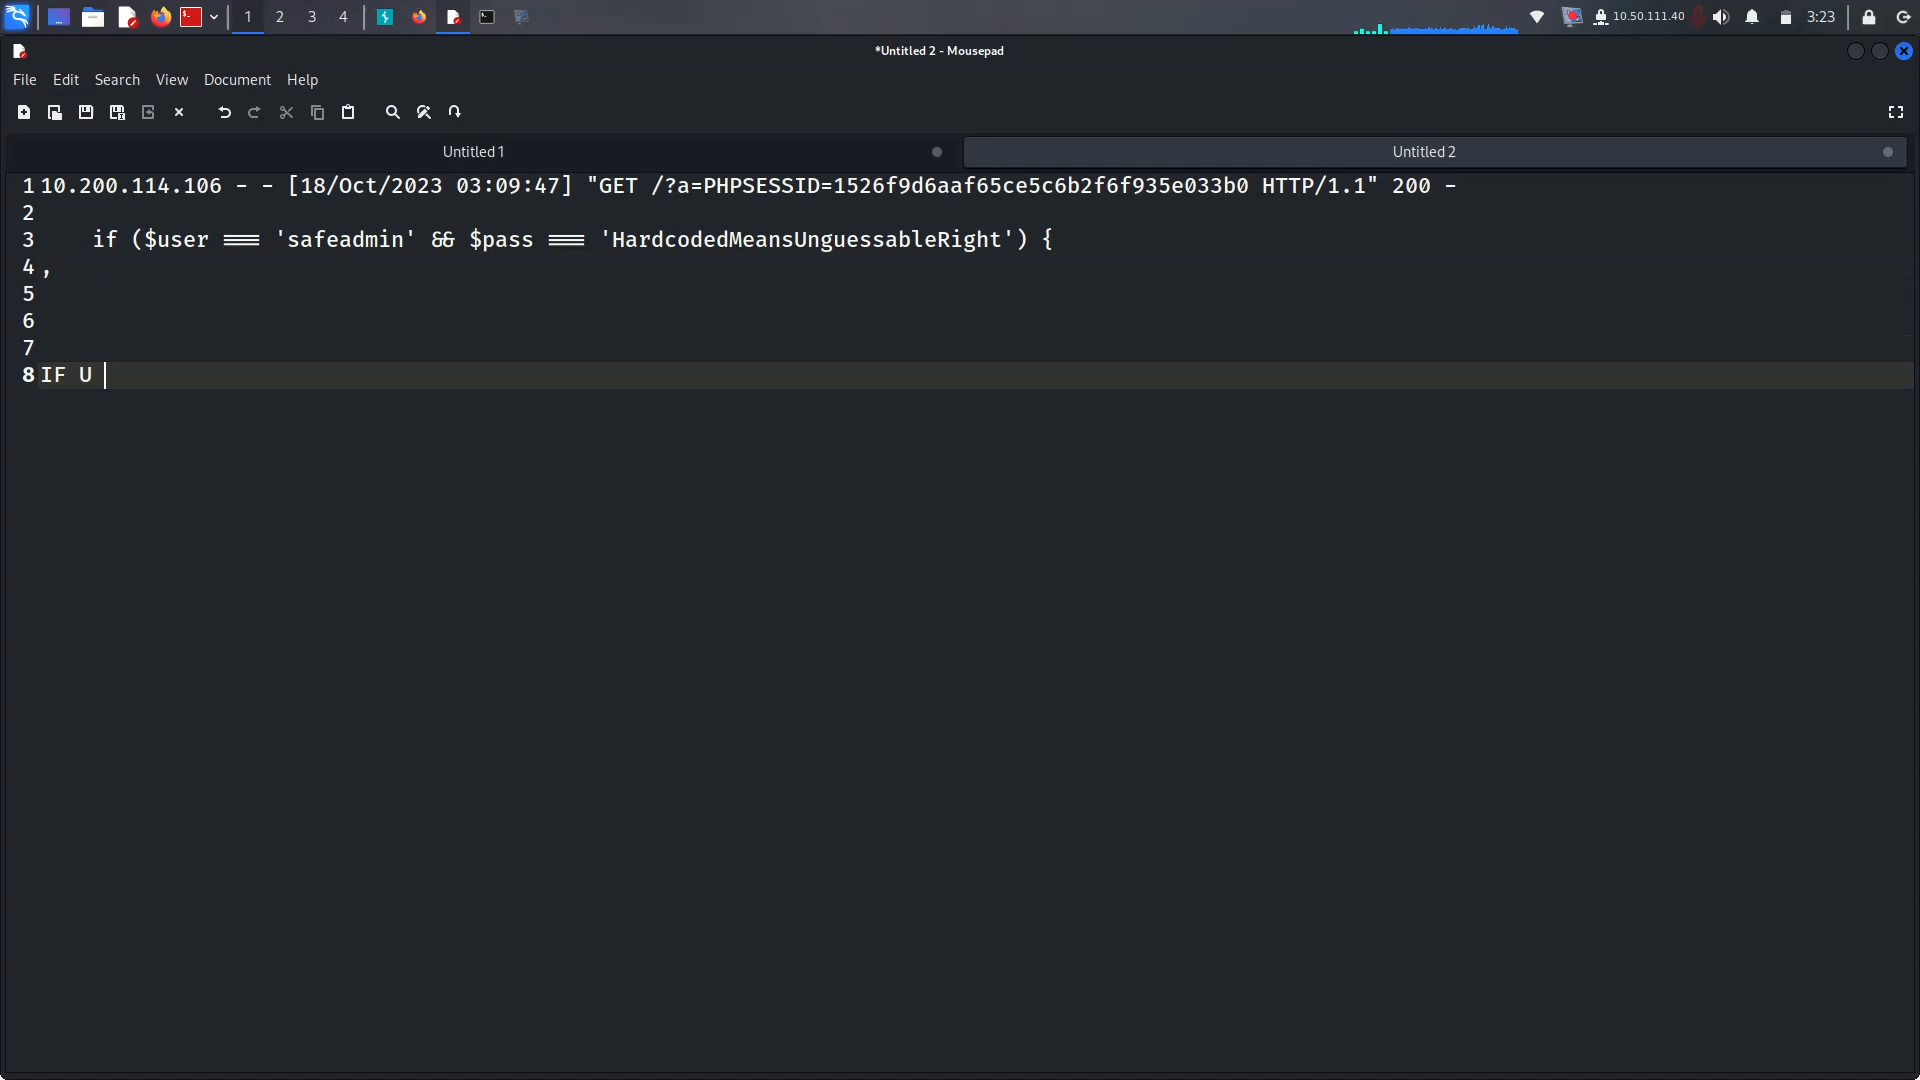 1 2 3 4 10.50.111.40 3:23
*Untitled 2 - Mousepad
File Edit Search View Document Help
Untitled 1 Untitled 2
1 10.200.114.106 - - [18/Oct/2023 03:09:47] "GET /?a=PHPSESSID=1526f9d6aaf65ce5c6b2f6f935e033b0 HTTP/1.1" 200 -
2
3 if ($user === 'safeadmin' && $pass === 'HardcodedMeansUnguessableRight') {
4 ,
5
6
7
8 IF U